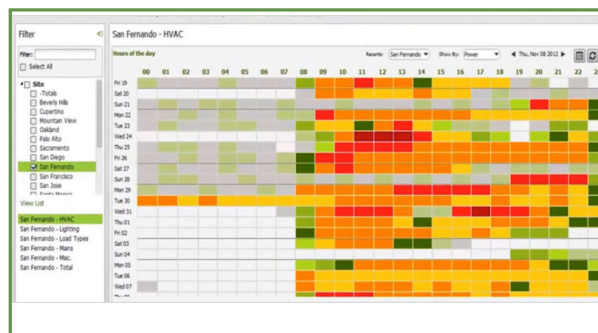 Filter
Filter:
Select All
Site
-Totals
Beverly Hills
Cupertino
Mountain View
Oakland
Palo Alto
Sacramento
San Diego
San Fernando
San Francisco
San Jose
View List
San Fernando - HVAC
San Fernando - Lighting
San Fernando - Load Types
San Fernando - Mains
San Fernando - Misc.
San Fernando - Total
San Fernando - HVAC
Hours of the day
Recents: San Fernando Show By: Power Thu, Nov 08 2012
00 01 02 03 04 05 06 07 08 09 10 11 12 13 14 15 16 17 18 19 20 21 22
Fri 19
Sat 20
Sun 21
Mon 22
Tue 23
Wed 24
Thu 25
Fri 26
Sat 27
Sun 28
Mon 29
Tue 30
Wed 31
Thu 01
Fri 02
Sat 03
Sun 04
Mon 05
Tue 06
Wed 07